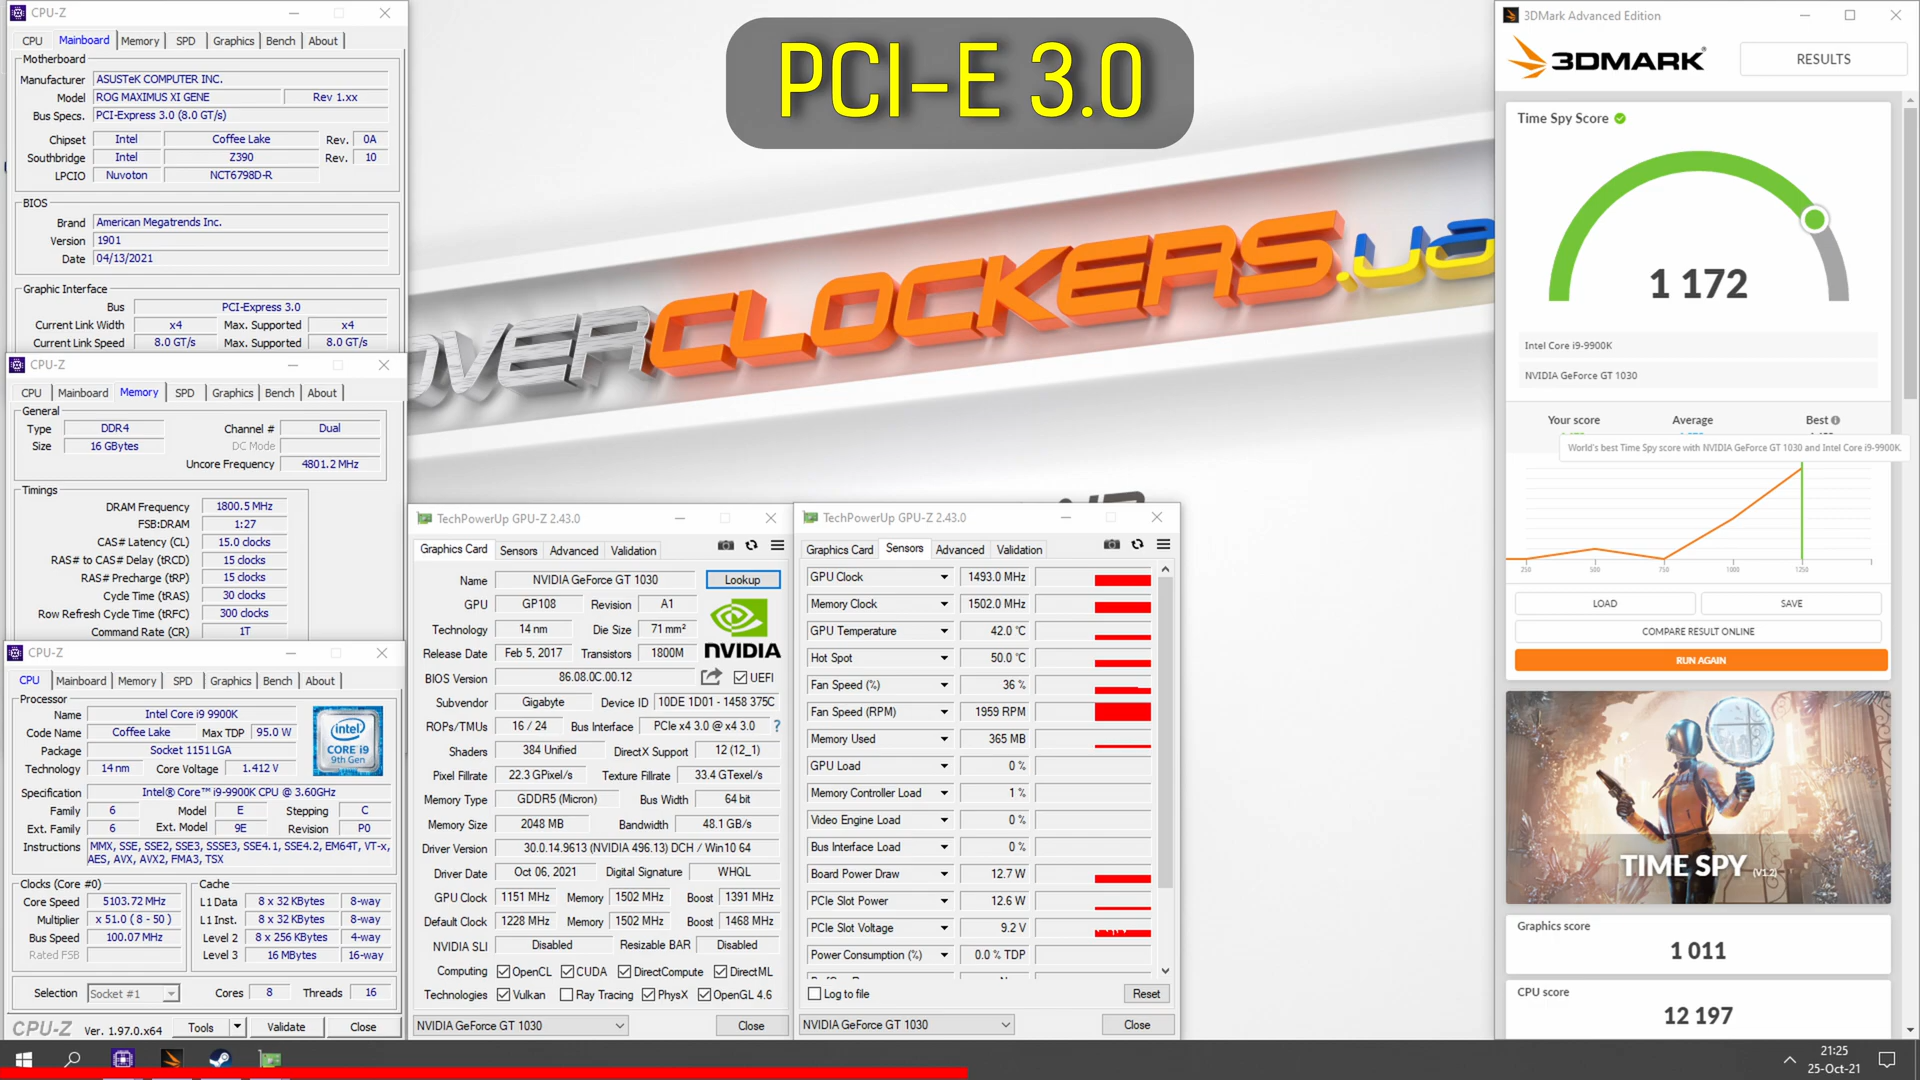 CPU-Z
CPU Mainboard Memory SPD Graphics Bench About
Motherboard
Manufacturer ASUSTeK COMPUTER INC.
Model ROG MAXIMUS XI GENE Rev 1.xx
Bus Specs. PCI-Express 3.0 (8.0 GT/s)
Chipset Intel Coffee Lake Rev. 0A
Southbridge Intel Z390 Rev. 10
LPCIO Nuvoton NCT6798D-R
BIOS
Brand American Megatrends Inc.
Version 1901
Date 04/13/2021
Graphic Interface
Bus PCI-Express 3.0
Current Link Width x4 Max. Supported x4
Current Link Speed 8.0 GT/s Max. Supported 8.0 GT/s
CPU-Z
CPU Mainboard Memory SPD Graphics Bench About
General
Type DDR4 Channel # Dual
Size 16 GBytes DC Mode
Uncore Frequency 4801.2 MHz
Timings
DRAM Frequency 1800.5 MHz
FSB:DRAM 1:27
CAS# Latency (CL) 15.0 clocks
RAS# to CAS# Delay (tRCD) 15 clocks
RAS# Precharge (tRP) 15 clocks
Cycle Time (tRAS) 30 clocks
Row Refresh Cycle Time (tRFC) 300 clocks
Command Rate (CR) 1T
CPU-Z
CPU Mainboard Memory SPD Graphics Bench About
Processor
Name Intel Core i9 9900K
Code Name Coffee Lake Max TDP 95.0 W
Package Socket 1151 LGA
Technology 14 nm Core Voltage 1.412 V
intel
CORE i9
9th Gen
Specification Intel® Core™ i9-9900K CPU @ 3.60GHz
Family 6 Model E Stepping C
Ext. Family 6 Ext. Model 9E Revision P0
Instructions MMX, SSE, SSE2, SSE3, SSSE3, SSE4.1, SSE4.2, EM64T, VT-x,
AES, AVX, AVX2, FMA3, TSX
Clocks (Core #0) Cache
Core Speed 5103.72 MHz L1 Data 8 x 32 KBytes 8-way
Multiplier x 51.0 ( 8 - 50 ) L1 Inst. 8 x 32 KBytes 8-way
Bus Speed 100.07 MHz Level 2 8 x 256 KBytes 4-way
Rated FSB Level 3 16 MBytes 16-way
Selection Socket #1 Cores 8 Threads 16
CPU-Z Ver. 1.97.0.x64 Tools Validate Close
PCI-E 3.0
OVERCLOCKERS.UA
TechPowerUp GPU-Z 2.43.0
Graphics Card Sensors Advanced Validation
Name NVIDIA GeForce GT 1030 Lookup
GPU GP108 Revision A1
Technology 14 nm Die Size 71 mm²
Release Date Feb 5, 2017 Transistors 1800M
NVIDIA
BIOS Version 86.08.0C.00.12 UEFI
Subvendor Gigabyte Device ID 10DE 1D01 - 1458 375C
ROPs/TMUs 16 / 24 Bus Interface PCIe x4 3.0 @ x4 3.0 ?
Shaders 384 Unified DirectX Support 12 (12_1)
Pixel Fillrate 22.3 GPixel/s Texture Fillrate 33.4 GTexel/s
Memory Type GDDR5 (Micron) Bus Width 64 bit
Memory Size 2048 MB Bandwidth 48.1 GB/s
Driver Version 30.0.14.9613 (NVIDIA 496.13) DCH / Win10 64
Driver Date Oct 06, 2021 Digital Signature WHQL
GPU Clock 1151 MHz Memory 1502 MHz Boost 1391 MHz
Default Clock 1228 MHz Memory 1502 MHz Boost 1468 MHz
NVIDIA SLI Disabled Resizable BAR Disabled
Computing OpenCL CUDA DirectCompute DirectML
Technologies Vulkan Ray Tracing PhysX OpenGL 4.6
NVIDIA GeForce GT 1030 Close
TechPowerUp GPU-Z 2.43.0
Graphics Card Sensors Advanced Validation
GPU Clock 1493.0 MHz
Memory Clock 1502.0 MHz
GPU Temperature 42.0 °C
Hot Spot 50.0 °C
Fan Speed (%) 36 %
Fan Speed (RPM) 1959 RPM
Memory Used 365 MB
GPU Load 0 %
Memory Controller Load 1 %
Video Engine Load 0 %
Bus Interface Load 0 %
Board Power Draw 12.7 W
PCIe Slot Power 12.6 W
PCIe Slot Voltage 9.2 V
Power Consumption (%) 0.0 % TDP
Log to file Reset
NVIDIA GeForce GT 1030 Close
3DMark Advanced Edition
3DMARK RESULTS
Time Spy Score
1 172
Intel Core i9-9900K
NVIDIA GeForce GT 1030
Your score Average Best
World's best Time Spy score with NVIDIA GeForce GT 1030 and Intel Core i9-9900K.
250 500 750 1000 1250
LOAD SAVE
COMPARE RESULT ONLINE
RUN AGAIN
TIME SPY (V1.2)
Graphics score
1 011
CPU score
12 197
21:25
25-Oct-21